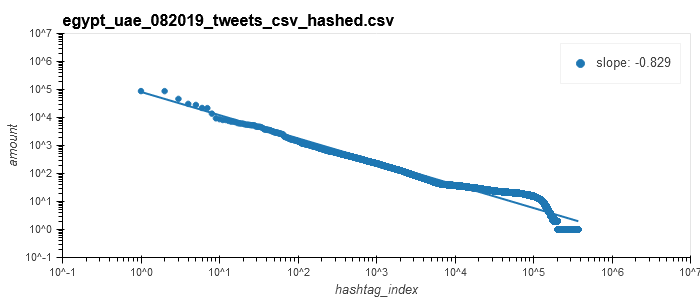 egypt_uae_082019_tweets_csv_hashed.csv
10^7
10^6
10^5
10^4
10^3
10^2
10^1
10^0
10^-1
amount
slope: -0.829
10^-1 10^0 10^1 10^2 10^3 10^4 10^5 10^6 10^7
hashtag_index